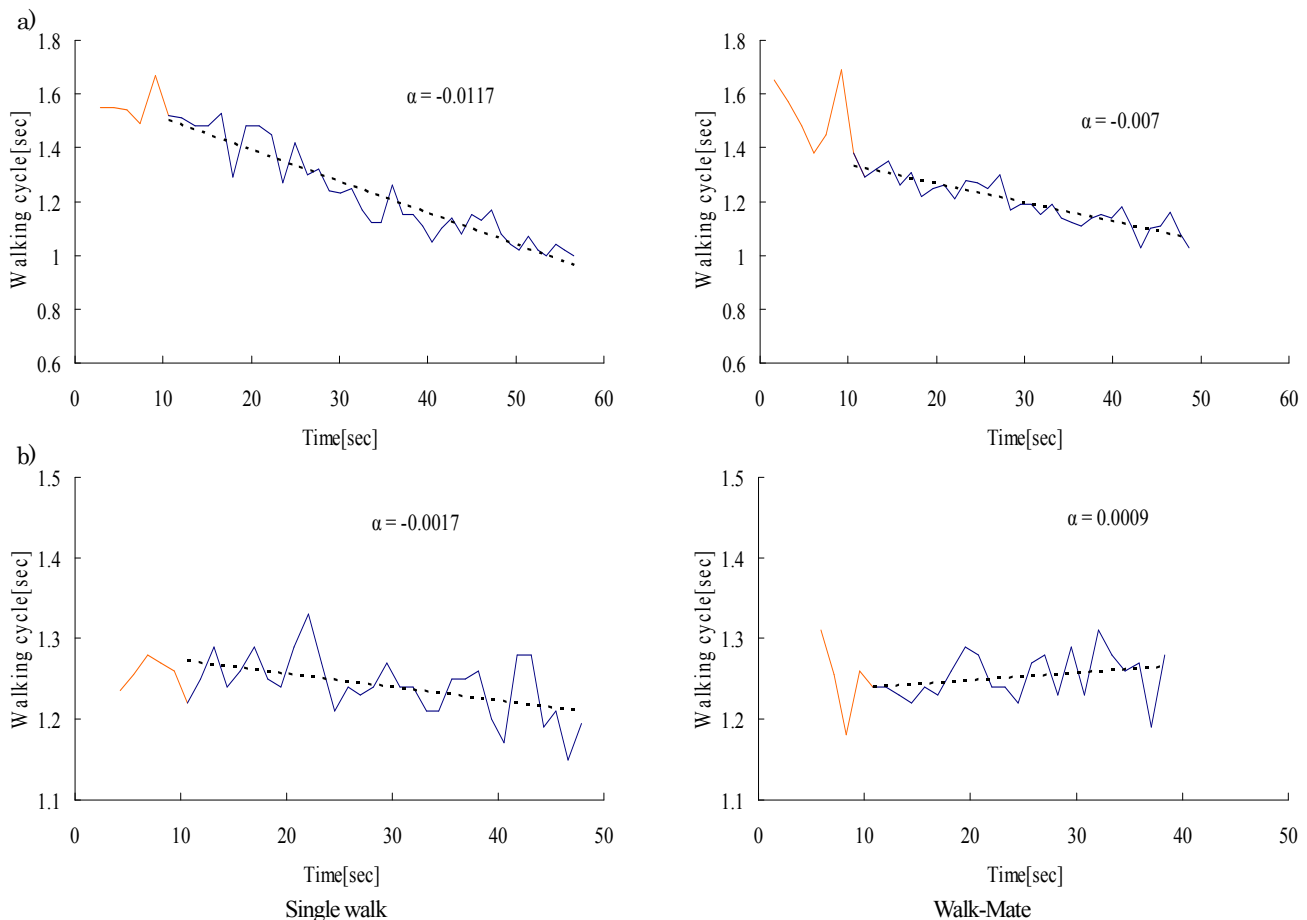 a)
1.8
1.6
1.4
1.2
1
0.8
0.6
Walking cycle[sec]
α = -0.0117
0 10 20 30 40 50 60
Time[sec]
1.8
1.6
1.4
1.2
1
0.8
0.6
Walking cycle[sec]
α = -0.007
0 10 20 30 40 50 60
Time[sec]
b)
1.5
1.4
1.3
1.2
1.1
Walking cycle[sec]
α = -0.0017
0 10 20 30 40 50
Time[sec]
Single walk
1.5
1.4
1.3
1.2
1.1
Walking cycle[sec]
α = 0.0009
0 10 20 30 40 50
Time[sec]
Walk-Mate